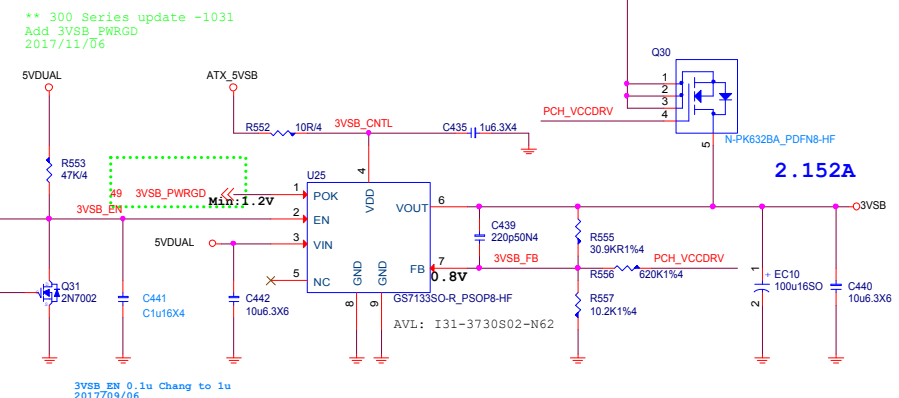 ** 300 Series update -1031
Add 3VSB_PWRGD
2017/11/06
Q30
5VDUAL
ATX_5VSB
1
2
3
4
PCH_VCCDRV
R552
10R/4
3VSB_CNTL
C435
1u6.3X4
N-PK632BA_PDFN8-HF
5
2.152A
R553
47K/4
U25
4
49
3VSB_PWRGD
Min:1.2V
1
POK
VDD
VOUT
6
3VSB
3VSB_EN
2
EN
5VDUAL
3
VIN
C439
220p50N4
R555
30.9KR1%4
3VSB_FB
PCH_VCCDRV
7
FB
0.8V
R556
620K1%4
5
NC
GND
GND
Q31
2N7002
C441
C1u16X4
C442
10u6.3X6
8
9
GS7133SO-R_PSOP8-HF
R557
10.2K1%4
1
+
EC10
100u16SO
2
C440
10u6.3X6
AVL: I31-3730S02-N62
3VSB_EN 0.1u Chang to 1u
2017/09/06